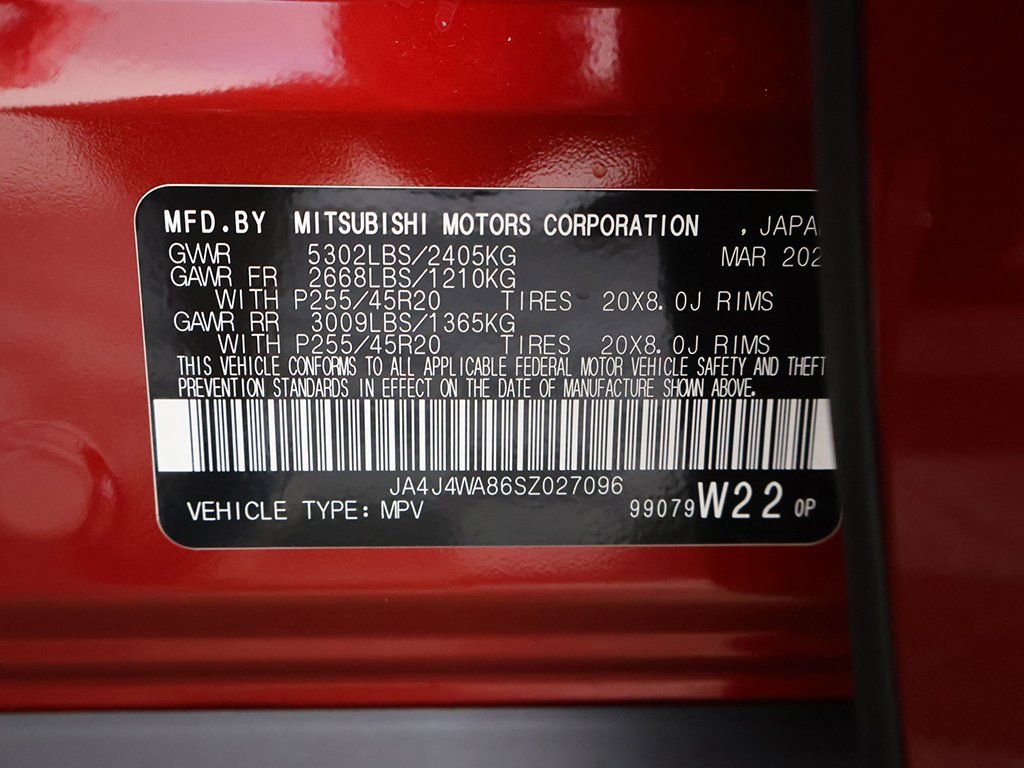 MFD.BY MITSUBISHI MOTORS CORPORATION , JAPA
GVWR 5302LBS/2405KG MAR 202
GAWR FR 2668LBS/1210KG
WITH P255/45R20 TIRES 20X8.0J RIMS
GAWR RR 3009LBS/1365KG
WITH P255/45R20 TIRES 20X8.0J RIMS
THIS VEHICLE CONFORMS TO ALL APPLICABLE FEDERAL MOTOR VEHICLE SAFETY AND THEFT
PREVENTION STANDARDS IN EFFECT ON THE DATE OF MANUFACTURE SHOWN ABOVE.
JA4J4WA86SZ027096
VEHICLE TYPE: MPV 99079 W22 OP